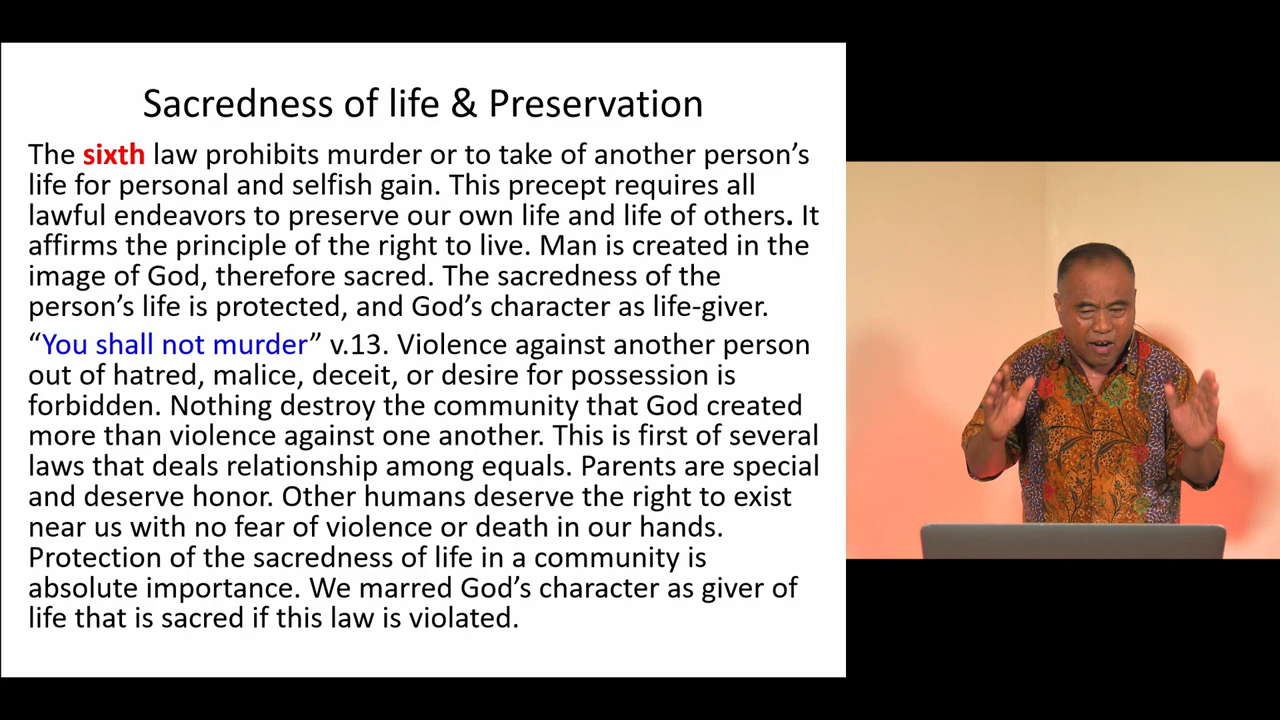 Sacredness of life & Preservation
The sixth law prohibits murder or to take of another person’s
life for personal and selfish gain. This precept requires all
lawful endeavors to preserve our own life and life of others. It
affirms the principle of the right to live. Man is created in the
image of God, therefore sacred. The sacredness of the
person’s life is protected, and God’s character as life-giver.
“You shall not murder” v.13. Violence against another person
out of hatred, malice, deceit, or desire for possession is
forbidden. Nothing destroy the community that God created
more than violence against one another. This is first of several
laws that deals relationship among equals. Parents are special
and deserve honor. Other humans deserve the right to exist
near us with no fear of violence or death in our hands.
Protection of the sacredness of life in a community is
absolute importance. We marred God’s character as giver of
life that is sacred if this law is violated.